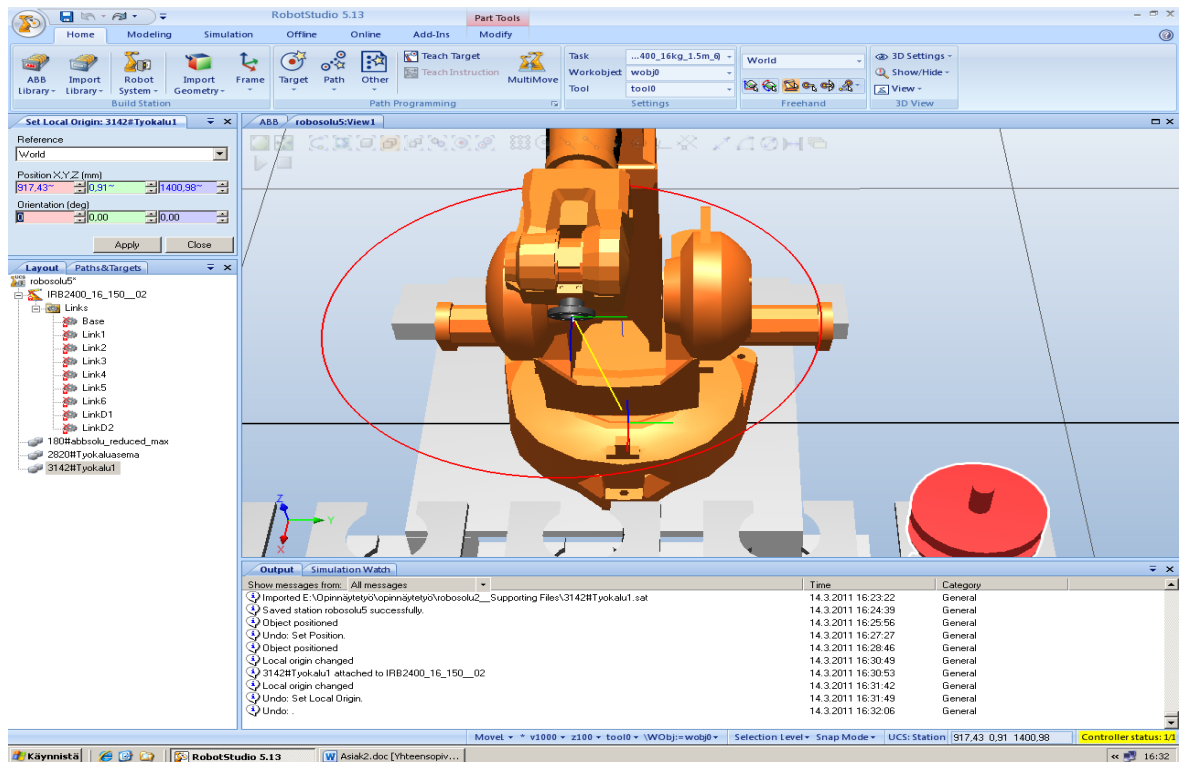 RobotStudio 5.13
Part Tools
Home Modeling Simulation Offline Online Add-Ins Modify
ABB Library
Import Library
Robot System
Import Geometry
Frame
Build Station
Target
Path
Other
Teach Target
Teach Instruction
MultiMove
Path Programming
Task ...400_16kg_1.5m_6)
Workobject wobj0
Tool tool0
Settings
World
Freehand
3D Settings
Show/Hide
View
3D View
Set Local Origin: 3142#Tyokalu1
Reference
World
Position X,Y,Z (mm)
917,43~ 0,91~ 1400,98~
Orientation (deg)
0 0,00 0,00
Apply Close
Layout Paths&Targets
robosolu5*
IRB2400_16_150__02
Links
Base
Link1
Link2
Link3
Link4
Link5
Link6
LinkD1
LinkD2
180#abbsolu_reduced_max
2820#Tyokaluasema
3142#Tyokalu1
ABB robosolu5:View1
Z
Y
X
Output Simulation Watch
Show messages from: All messages Time Category
Imported E:\Opinnäytetyö\opinnäytetyö\robosolu2__Supporting Files\3142#Tyokalu1.sat 14.3.2011 16:23:22 General
Saved station robosolu5 successfully. 14.3.2011 16:24:39 General
Object positioned 14.3.2011 16:25:56 General
Undo: Set Position. 14.3.2011 16:27:27 General
Object positioned 14.3.2011 16:28:46 General
Local origin changed 14.3.2011 16:30:49 General
3142#Tyokalu1 attached to IRB2400_16_150__02 14.3.2011 16:30:53 General
Local origin changed 14.3.2011 16:31:42 General
Undo: Set Local Origin. 14.3.2011 16:31:49 General
Undo: . 14.3.2011 16:32:06 General
MoveL * v1000 z100 tool0 \WObj:=wobj0 Selection Level Snap Mode UCS: Station 917,43 0,91 1400,98 Controller status: 1/1
Käynnistä RobotStudio 5.13 Asiak2.doc [Yhteensopiv... 16:32